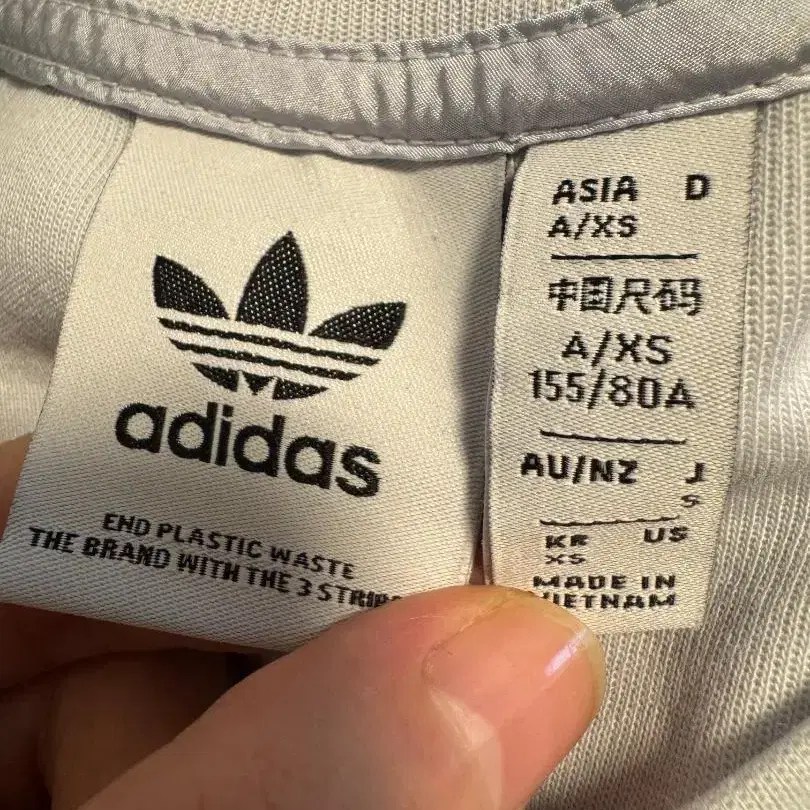 adidas
END PLASTIC WASTE
THE BRAND WITH THE 3
ASIA D
A/XS
中国尺码
A/XS
155/80A
AU/NZ J
S
KR US
XS
MADE IN
VIETNAM